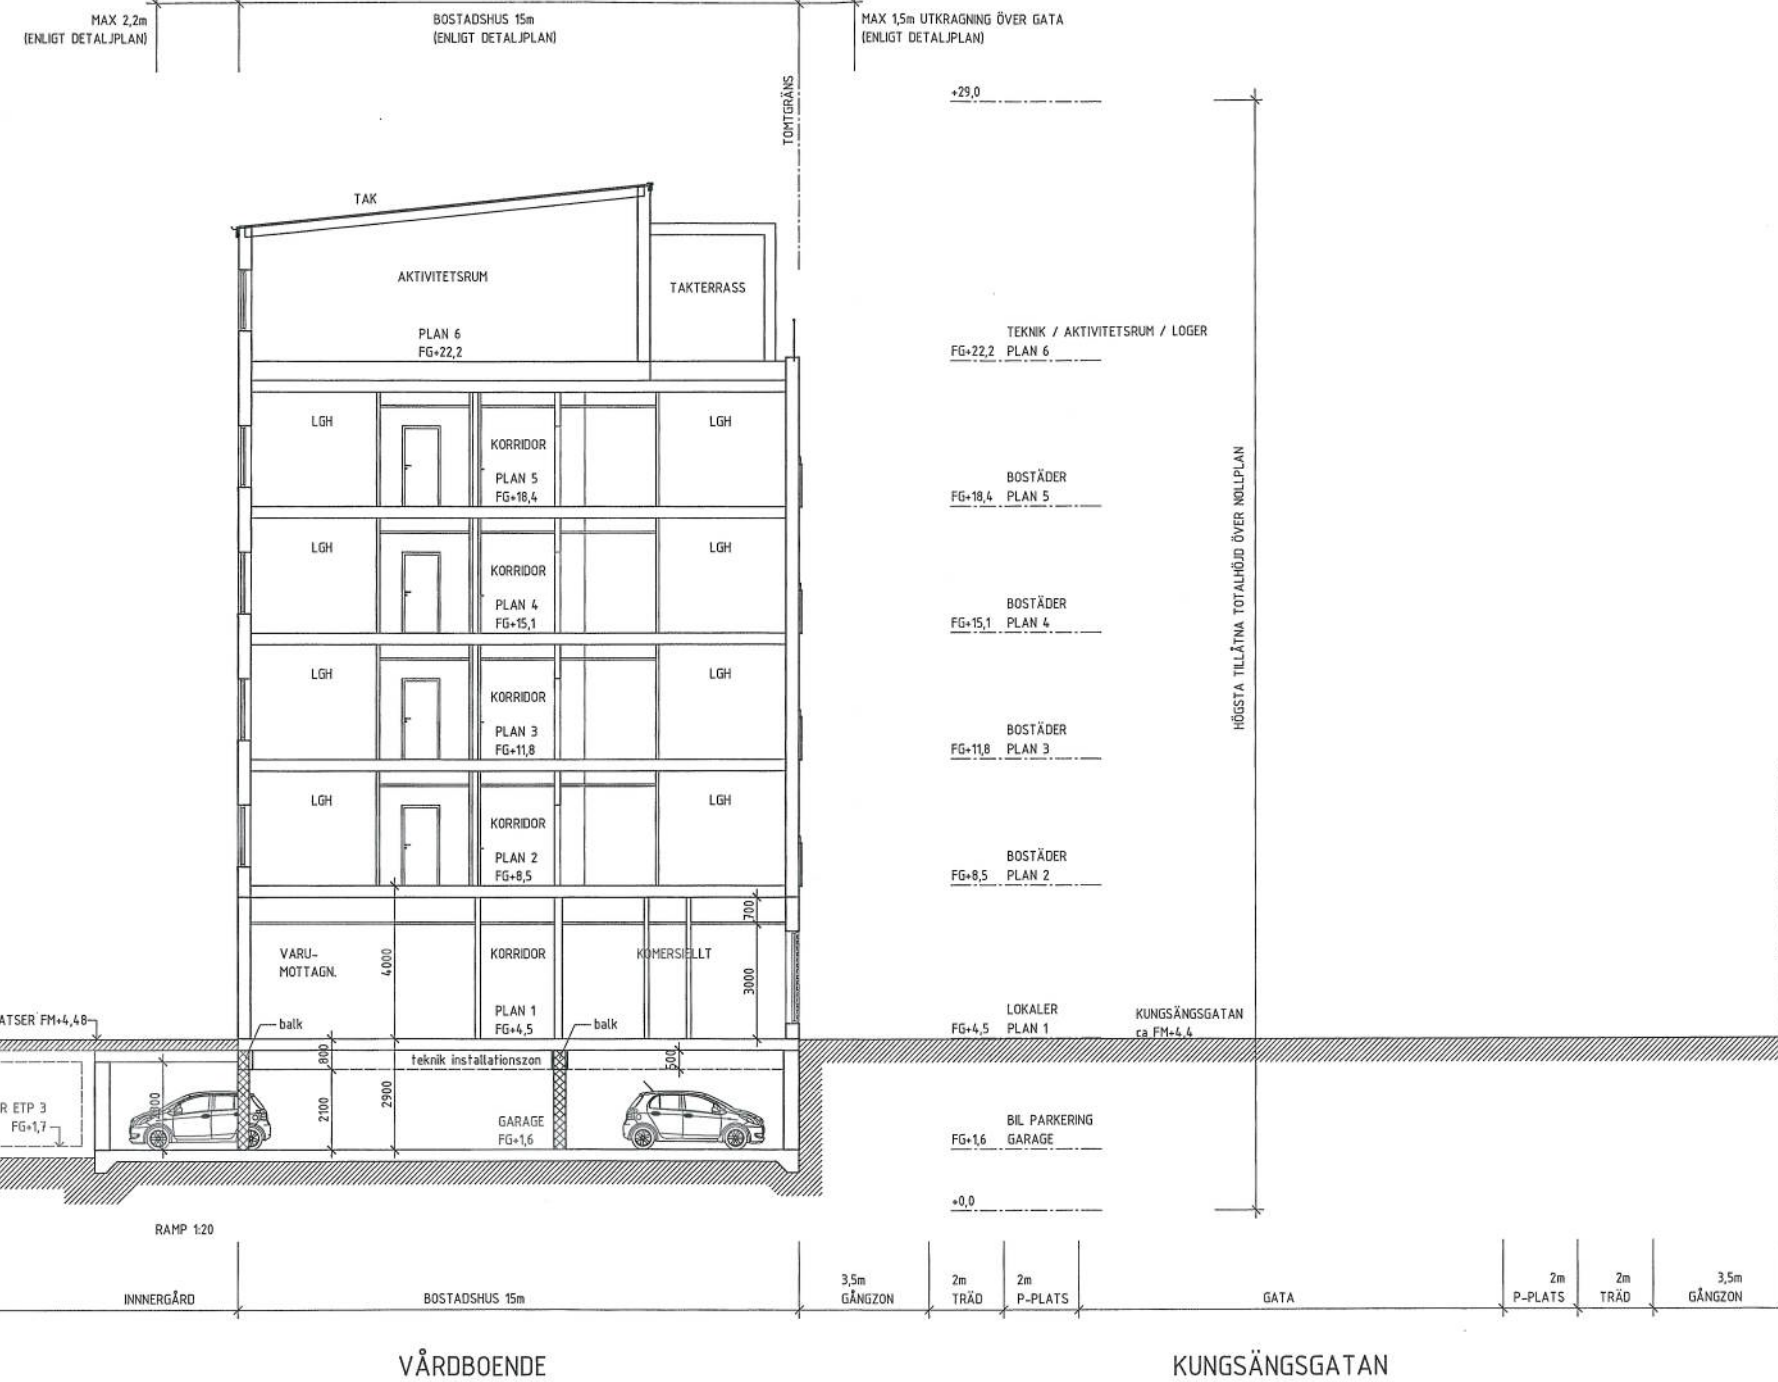 MAX 2,2m
(ENLIGT DETALJPLAN)
BOSTADSHUS 15m
(ENLIGT DETALJPLAN)
MAX 1,5m UTKRAGNING ÖVER GATA
(ENLIGT DETALJPLAN)
TOMTGRÄNS
+29,0
TAK
AKTIVITETSRUM
TAKTERRASS
PLAN 6
FG+22,2
TEKNIK / AKTIVITETSRUM / LOGER
FG+22,2 PLAN 6
LGH
KORRIDOR
LGH
PLAN 5
FG+18,4
BOSTÄDER
FG+18,4 PLAN 5
HÖGSTA TILLÅTNA TOTALHÖJD ÖVER NOLLPLAN
LGH
KORRIDOR
LGH
PLAN 4
FG+15,1
BOSTÄDER
FG+15,1 PLAN 4
LGH
KORRIDOR
LGH
PLAN 3
FG+11,8
BOSTÄDER
FG+11,8 PLAN 3
LGH
KORRIDOR
LGH
PLAN 2
FG+8,5
BOSTÄDER
FG+8,5 PLAN 2
700
VARU-
MOTTAGN.
4000
KORRIDOR
KOMERSIELLT
3000
PLAN 1
FG+4,5
LOKALER
FG+4,5 PLAN 1
KUNGSÄNGSGATAN
ca FM+4,4
ATSER FM+4,48
balk
balk
800
teknik installationszon
500
R ETP 3
FG+1,7
2100
2900
GARAGE
FG+1,6
BIL PARKERING
FG+1,6 GARAGE
+0,0
RAMP 1:20
INNNERGÅRD
BOSTADSHUS 15m
3,5m
GÅNGZON
2m
TRÄD
2m
P-PLATS
GATA
2m
P-PLATS
2m
TRÄD
3,5m
GÅNGZON
VÅRDBOENDE
KUNGSÄNGSGATAN